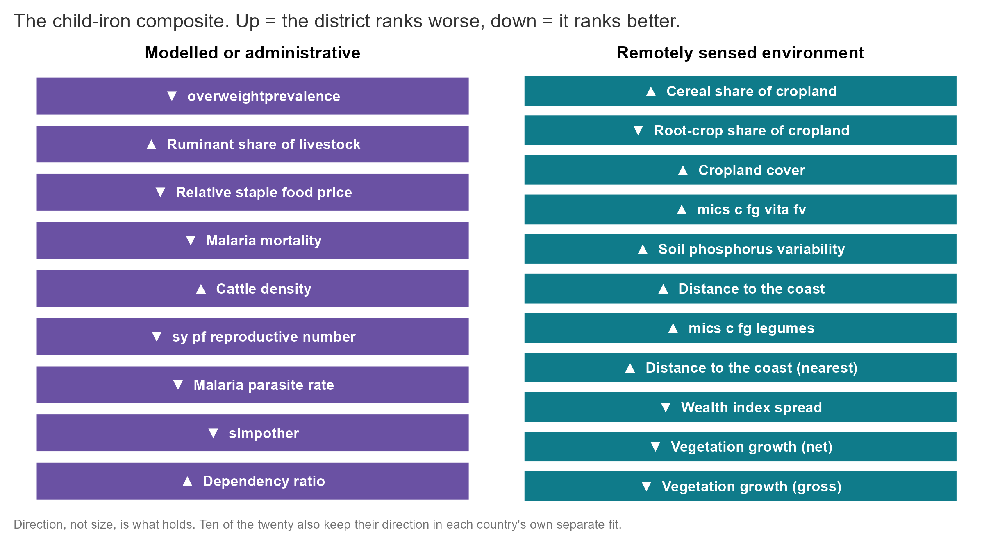 The child-iron composite. Up = the district ranks worse, down = it ranks better.
Modelled or administrative
▼ overweightprevalence
▲ Ruminant share of livestock
▼ Relative staple food price
▼ Malaria mortality
▲ Cattle density
▼ sy pf reproductive number
▼ Malaria parasite rate
▼ simpother
▲ Dependency ratio
Remotely sensed environment
▲ Cereal share of cropland
▼ Root-crop share of cropland
▲ Cropland cover
▲ mics c fg vita fv
▲ Soil phosphorus variability
▲ Distance to the coast
▲ mics c fg legumes
▲ Distance to the coast (nearest)
▼ Wealth index spread
▼ Vegetation growth (net)
▼ Vegetation growth (gross)
Direction, not size, is what holds. Ten of the twenty also keep their direction in each country's own separate fit.